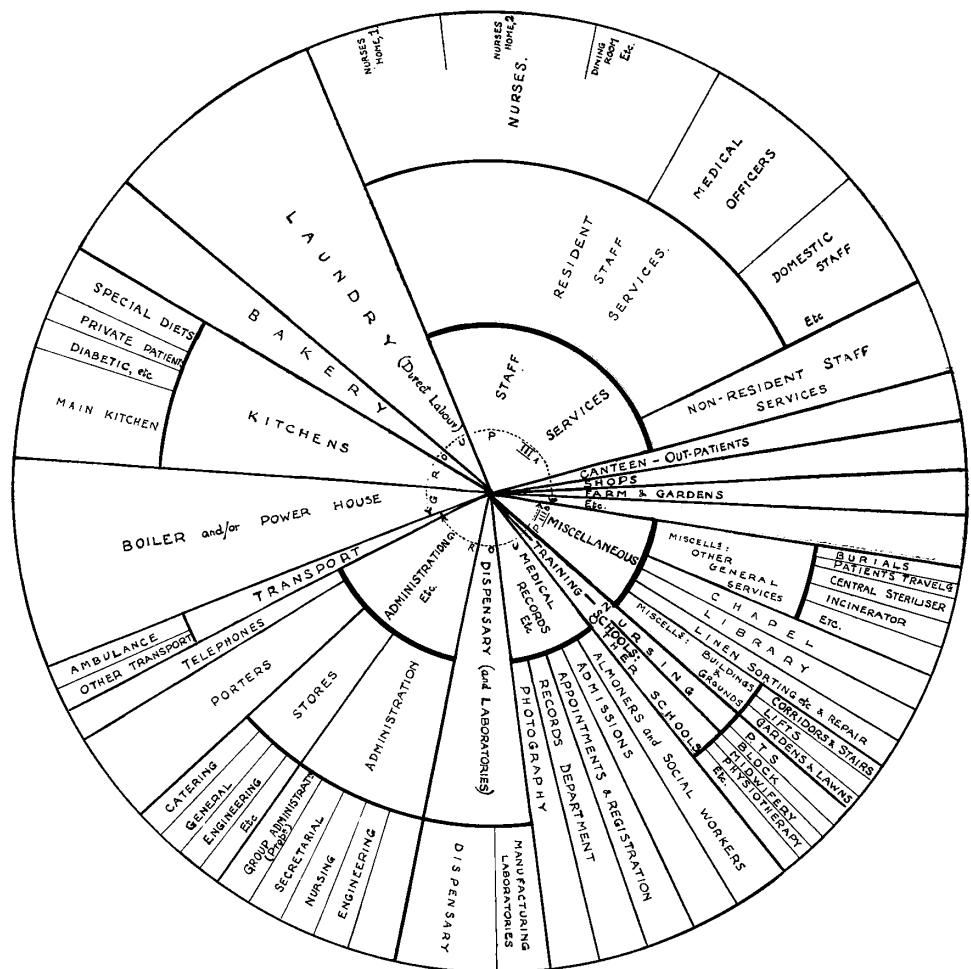 NURSES
HOME, 1
NURSES
HOME, 2
DINING
ROOM
Etc.
NURSES.
MEDICAL
OFFICERS
DOMESTIC
STAFF
Etc
RESIDENT
STAFF
SERVICES.
STAFF
SERVICES
NON-RESIDENT STAFF
SERVICES
CANTEEN - OUT-PATIENTS
SHOPS
FARM & GARDENS
Etc.
LAUNDRY (Direct Labour)
BAKERY
SPECIAL DIETS
PRIVATE PATIENTS
DIABETIC, etc
MAIN KITCHEN
KITCHENS
BOILER and/or POWER HOUSE
TRANSPORT
AMBULANCE
OTHER TRANSPORT
TELEPHONES
PORTERS
GROUP
III A
ADMINISTRATION,
Etc.
STORES
ADMINISTRATION
CATERING
GENERAL
ENGINEERING
Etc
GROUP ADMINISTRATN
(Propn)
SECRETARIAL
NURSING
ENGINEERING
DISPENSARY (and LABORATORIES)
DISPENSARY
MANUFACTURING
LABORATORIES
MEDICAL
RECORDS
Etc
PHOTOGRAPHY
RECORDS DEPARTMENT
APPOINTMENTS & REGISTRATION
ADMISSIONS
ALMONERS and SOCIAL WORKERS
TRAINING - NURSING
SCHOOLS:
OTHER SCHOOLS
P.T.S
BLOCK
MIDWIFERY
PHYSIOTHERAPY
Etc.
MISCELLANEOUS
MISCELLS:
OTHER
GENERAL
SERVICES
BURIALS
PATIENTS TRAVELG
CENTRAL STERILISER
INCINERATOR
ETC.
CHAPEL
LIBRARY
LINEN SORTING etc & REPAIR
MISCELLS: BUILDINGS
&
GROUNDS
CORRIDORS & STAIRS
LIFTS
GARDENS & LAWNS